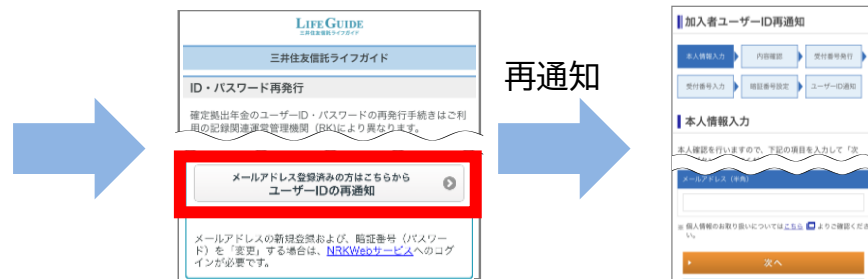 LIFE GUIDE
三井住友信託ライフガイド
三井住友信託ライフガイド
ID・パスワード再発行
確定拠出年金のユーザーID・パスワードの再発行手続きはご利
用の記録関連運営管理機関(RK)により異なります。
メールアドレス登録済みの方はこちらから
ユーザーIDの再通知
メールアドレスの新規登録および、暗証番号(パスワー
ド)を「変更」する場合は、NRKWebサービスへのログ
インが必要です。
再通知
加入者ユーザーID再通知
本人情報入力
内容確認
受付番号発行
受付番号入力
暗証番号設定
ユーザーID通知
本人情報入力
本人確認を行いますので、下記の項目を入力して「次
メールアドレス(半角)
※ 個人情報のお取り扱いについてはこちら よりご確認くださ
い。
次へ